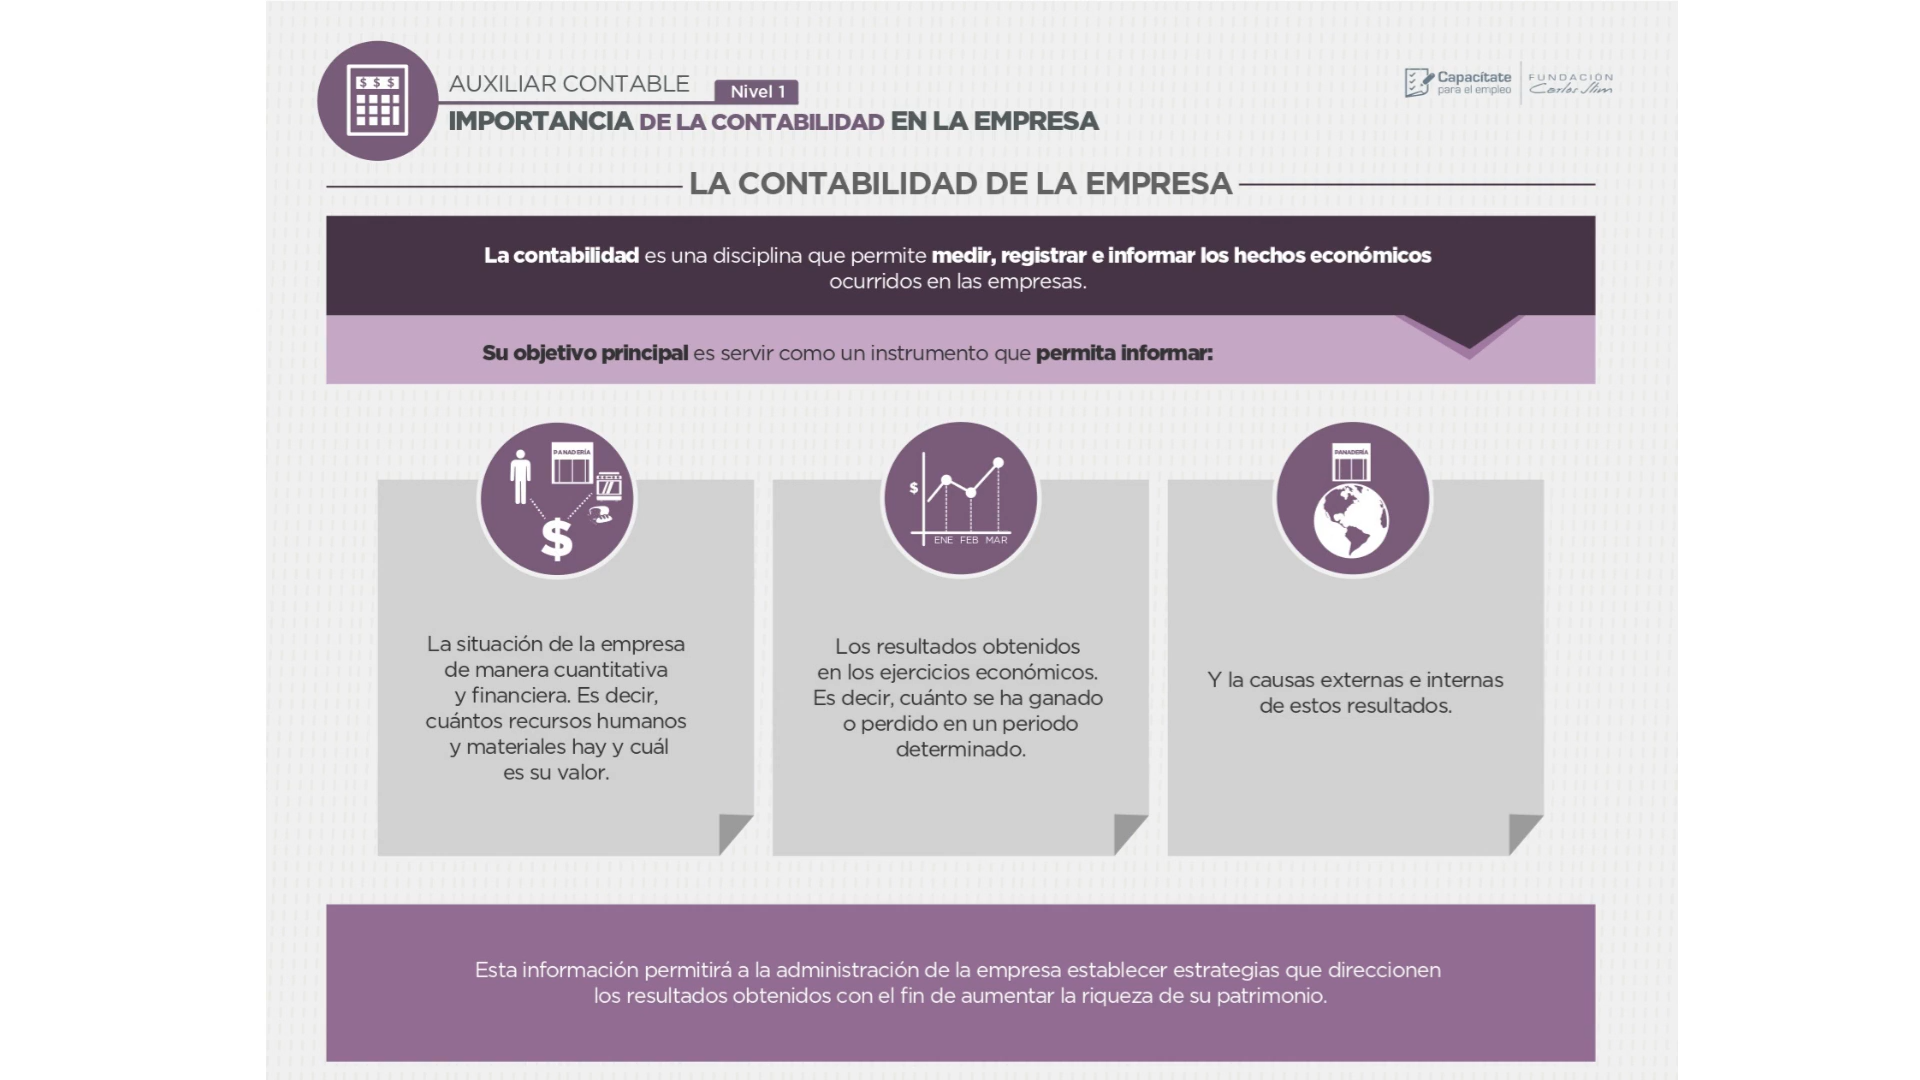 $ $ $
AUXILIAR CONTABLE
Nivel 1
IMPORTANCIA DE LA CONTABILIDAD EN LA EMPRESA
Capacítate
para el empleo
FUNDACIÓN
Carlos Slim
LA CONTABILIDAD DE LA EMPRESA
La contabilidad es una disciplina que permite medir, registrar e informar los hechos económicos
ocurridos en las empresas.
Su objetivo principal es servir como un instrumento que permita informar:
PANADERÍA
$
La situación de la empresa
de manera cuantitativa
y financiera. Es decir,
cuántos recursos humanos
y materiales hay y cuál
es su valor.
$
ENE FEB MAR
Los resultados obtenidos
en los ejercicios económicos.
Es decir, cuánto se ha ganado
o perdido en un periodo
determinado.
PANADERÍA
Y la causas externas e internas
de estos resultados.
Esta información permitirá a la administración de la empresa establecer estrategias que direccionen
los resultados obtenidos con el fin de aumentar la riqueza de su patrimonio.